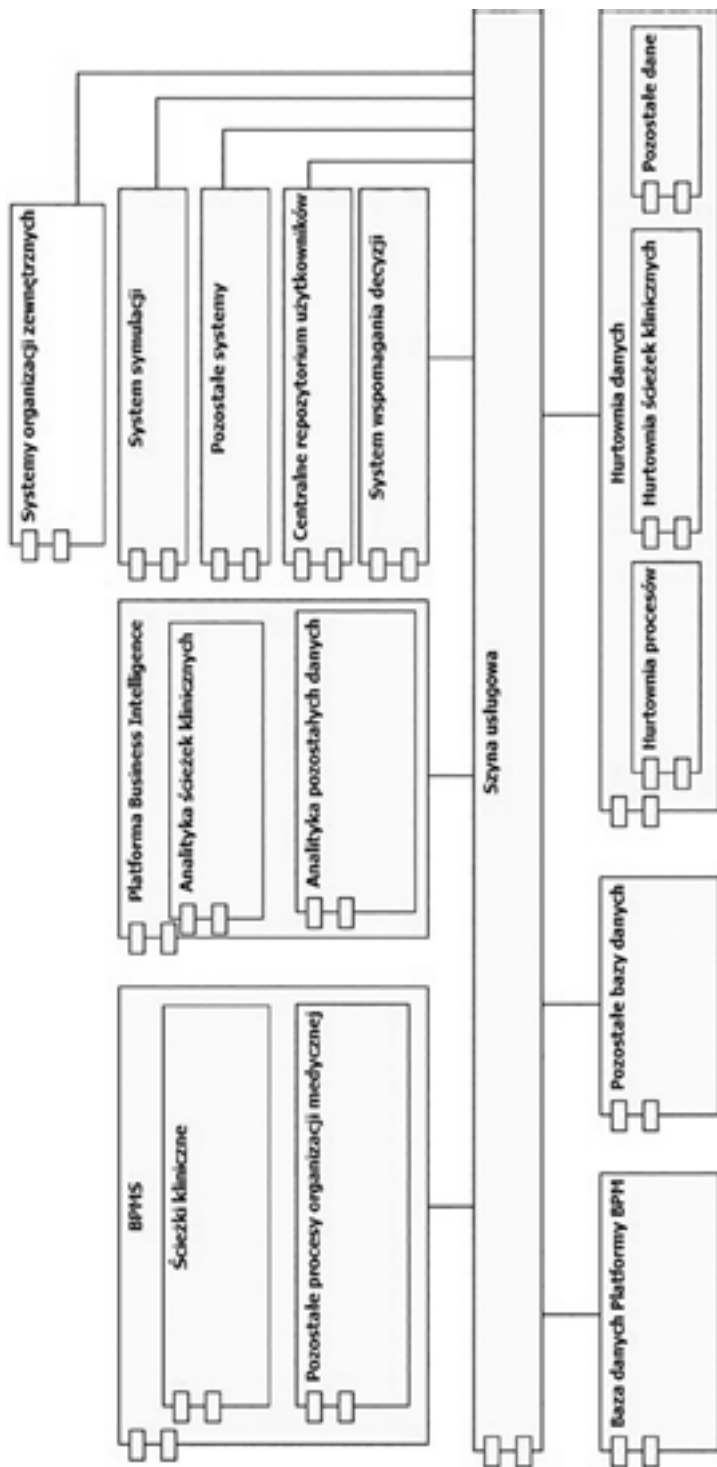 Systemy organizacji zewnętrznych
BPMS
Platforma Business Intelligence
System symulacji
Ścieżki kliniczne
Analityka ścieżek klinicznych
Pozostałe systemy
Pozostałe procesy organizacji medycznej
Analityka pozostałych danych
Centralne repozytorium użytkowników
System wspomagania decyzji
Szyna usługowa
Baza danych Platformy BPM
Pozostałe bazy danych
Hurtownia danych
Hurtownia procesów
Hurtownia ścieżek klinicznych
Pozostałe dane